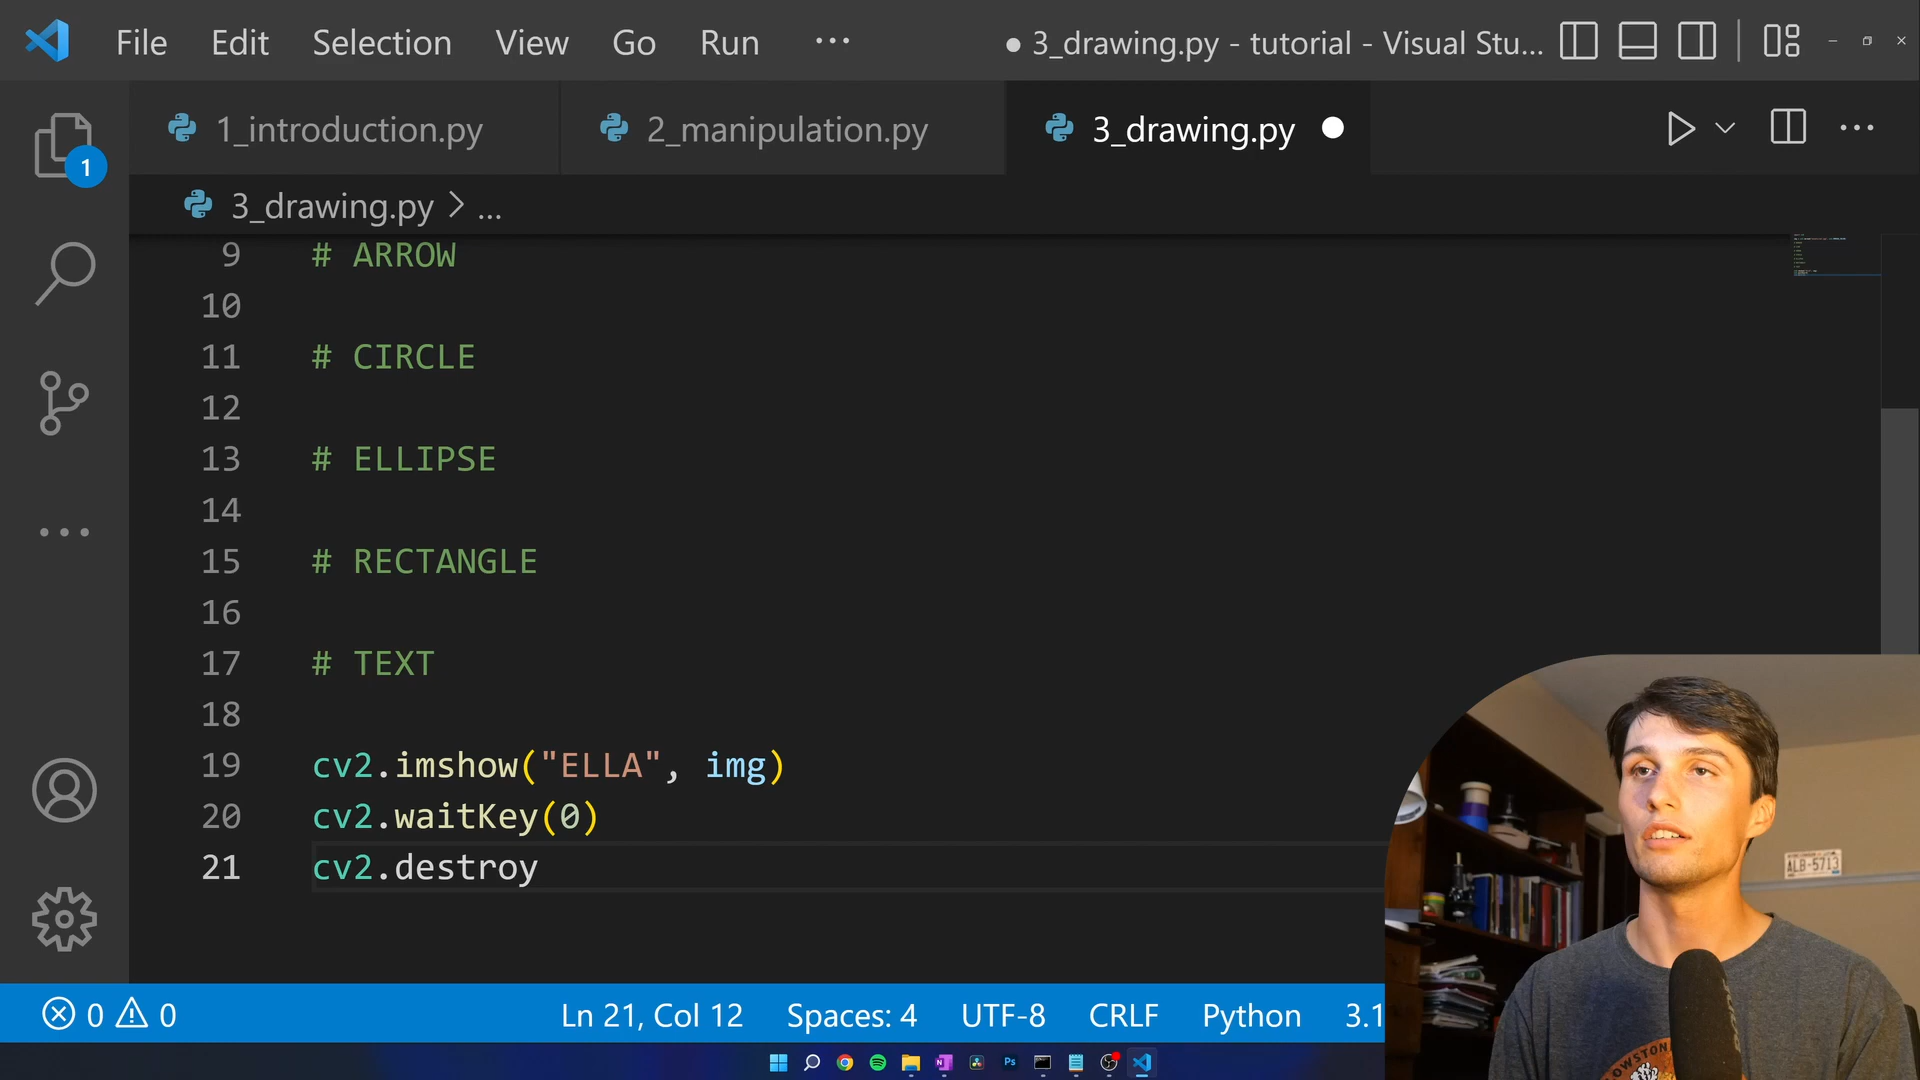 File Edit Selection View Go Run ···
● 3_drawing.py - tutorial - Visual Stu...
1_introduction.py 2_manipulation.py 3_drawing.py ●
1
3_drawing.py > ...
9 # ARROW
10
11 # CIRCLE
12
13 # ELLIPSE
14
15 # RECTANGLE
16
17 # TEXT
18
19 cv2.imshow("ELLA", img)
20 cv2.waitKey(0)
21 cv2.destroy
ALB-5713
0 0 Ln 21, Col 12 Spaces: 4 UTF-8 CRLF Python 3.1
Ps